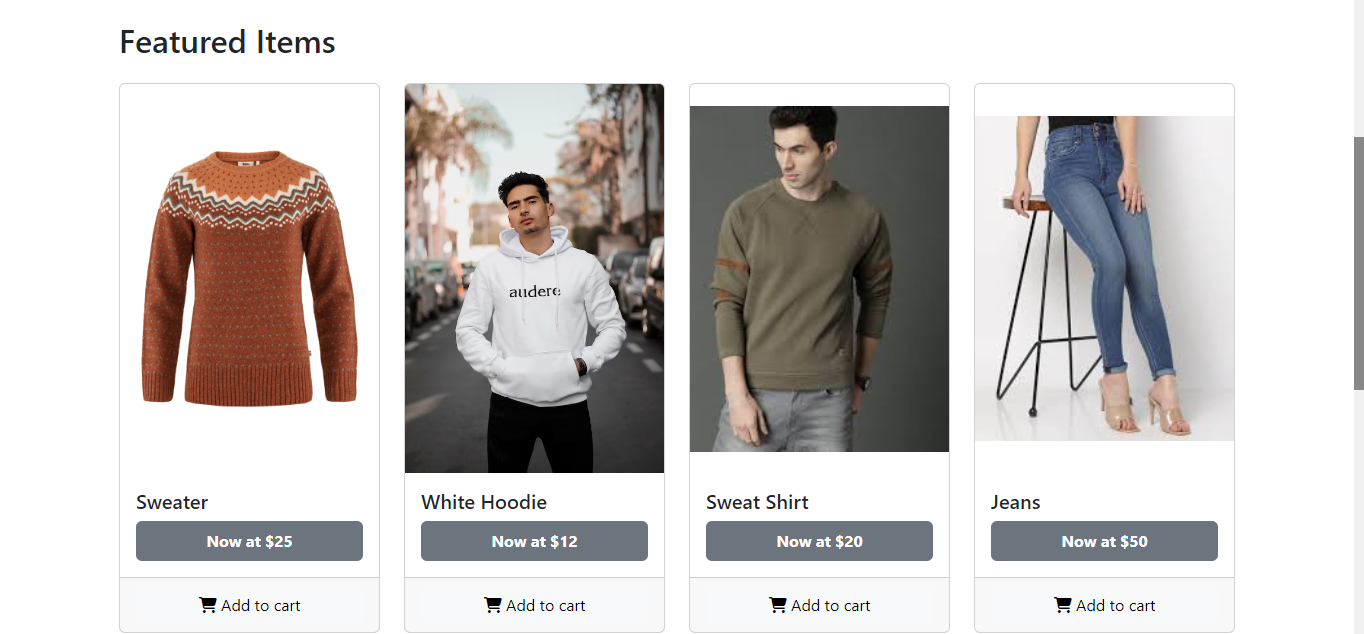 Featured Items
audere
Sweater
White Hoodie
Sweat Shirt
Jeans
Now at $25
Now at $12
Now at $20
Now at $50
Add to cart
Add to cart
Add to cart
Add to cart